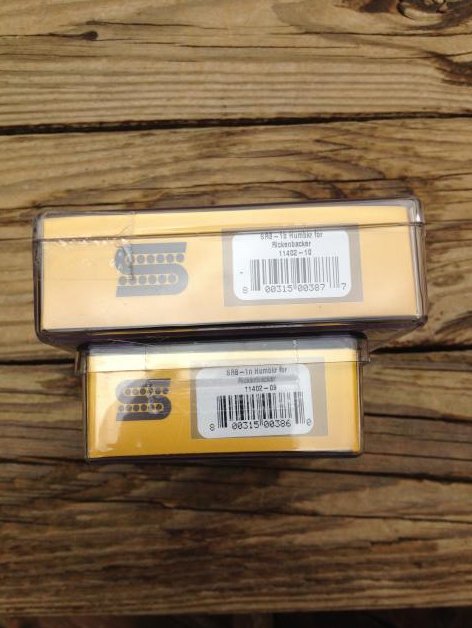 SRB-1b Humbkr for
Rickenbacker
11402-10
8 00315 00387 7
SRB-1n Humbkr for
Rickenbacker
11402-09
8 00315 00386 0